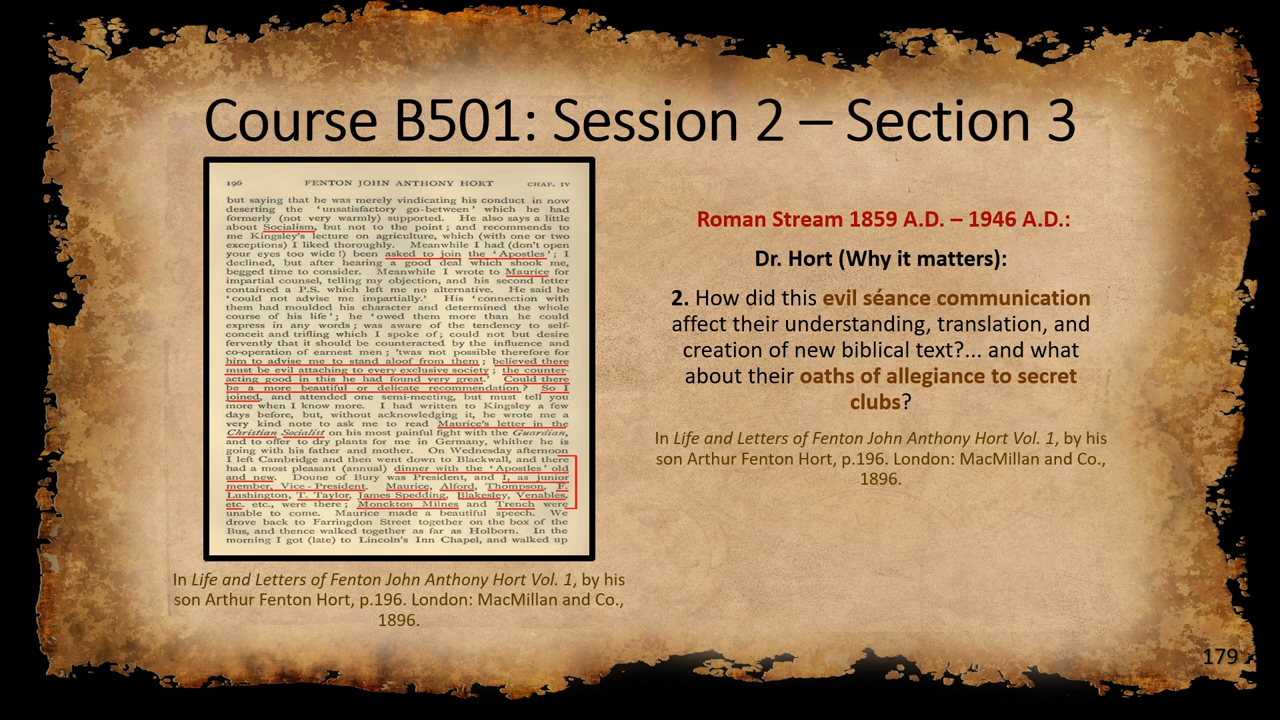 Course B501: Session 2 – Section 3
196 FENTON JOHN ANTHONY HORT CHAP. IV
but saying that he was merely vindicating his conduct in now
deserting the 'unsatisfactory go-between' which he had
formerly (not very warmly) supported. He also says a little
about Socialism, but not to the point; and recommends to
me Kingsley's lecture on agriculture, which (with one or two
exceptions) I liked thoroughly. Meanwhile I had (don't open
your eyes too wide!) been asked to join the 'Apostles'; I
declined, but after hearing a good deal which shook me,
begged time to consider. Meanwhile I wrote to Maurice for
impartial counsel, telling my objection, and his second letter
contained a P.S. which left me no alternative. He said he
'could not advise me impartially.' His 'connection with
them had moulded his character and determined the whole
course of his life'; he 'owed them more than he could
express in any words; was aware of the tendency to self-
conceit and trifling which I spoke of; could not but desire
fervently that it should be counteracted by the influence and
co-operation of earnest men; 'twas not possible therefore for
him to advise me to stand aloof from them; believed there
must be evil attaching to every exclusive society; the counter-
acting good in this he had found very great.' Could there
be a more beautiful or delicate recommendation? So I
joined, and attended one semi-meeting, but must tell you
more when I know more. I had written to Kingsley a few
days before, but, without acknowledging it, he wrote me a
very kind note to ask me to read Maurice's letter in the
Christian Socialist on his most painful fight with the Guardian,
and to offer to dry plants for me in Germany, whither he is
going with his father and mother. On Wednesday afternoon
I left Cambridge and then went down to Blackwall, and there
had a most pleasant (annual) dinner with the 'Apostles' old
and new. Doune of Bury was President, and I, as junior
member, Vice-President. Maurice, Alford, Thompson, F.
Lushington, T. Taylor, James Spedding, Blakesley, Venables,
etc. etc., were there; Monckton Milnes and Trench were
unable to come. Maurice made a beautiful speech. We
drove back to Farringdon Street together on the box of the
Bus, and thence walked together as far as Holborn. In the
morning I got (late) to Lincoln's Inn Chapel, and walked up
In Life and Letters of Fenton John Anthony Hort Vol. 1, by his
son Arthur Fenton Hort, p.196. London: MacMillan and Co.,
1896.
Roman Stream 1859 A.D. – 1946 A.D.:
Dr. Hort (Why it matters):
2. How did this evil séance communication
affect their understanding, translation, and
creation of new biblical text?... and what
about their oaths of allegiance to secret
clubs?
In Life and Letters of Fenton John Anthony Hort Vol. 1, by his
son Arthur Fenton Hort, p.196. London: MacMillan and Co.,
1896.
179